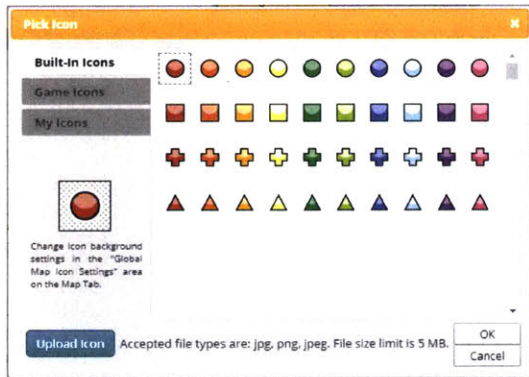 Pick Icon
Built-In Icons
Game Icons
My Icons
Change icon background
settings in the "Global
Map Icon Settings" area
on the Map Tab.
Upload Icon Accepted file types are: jpg, png, jpeg. File size limit is 5 MB.
OK
Cancel